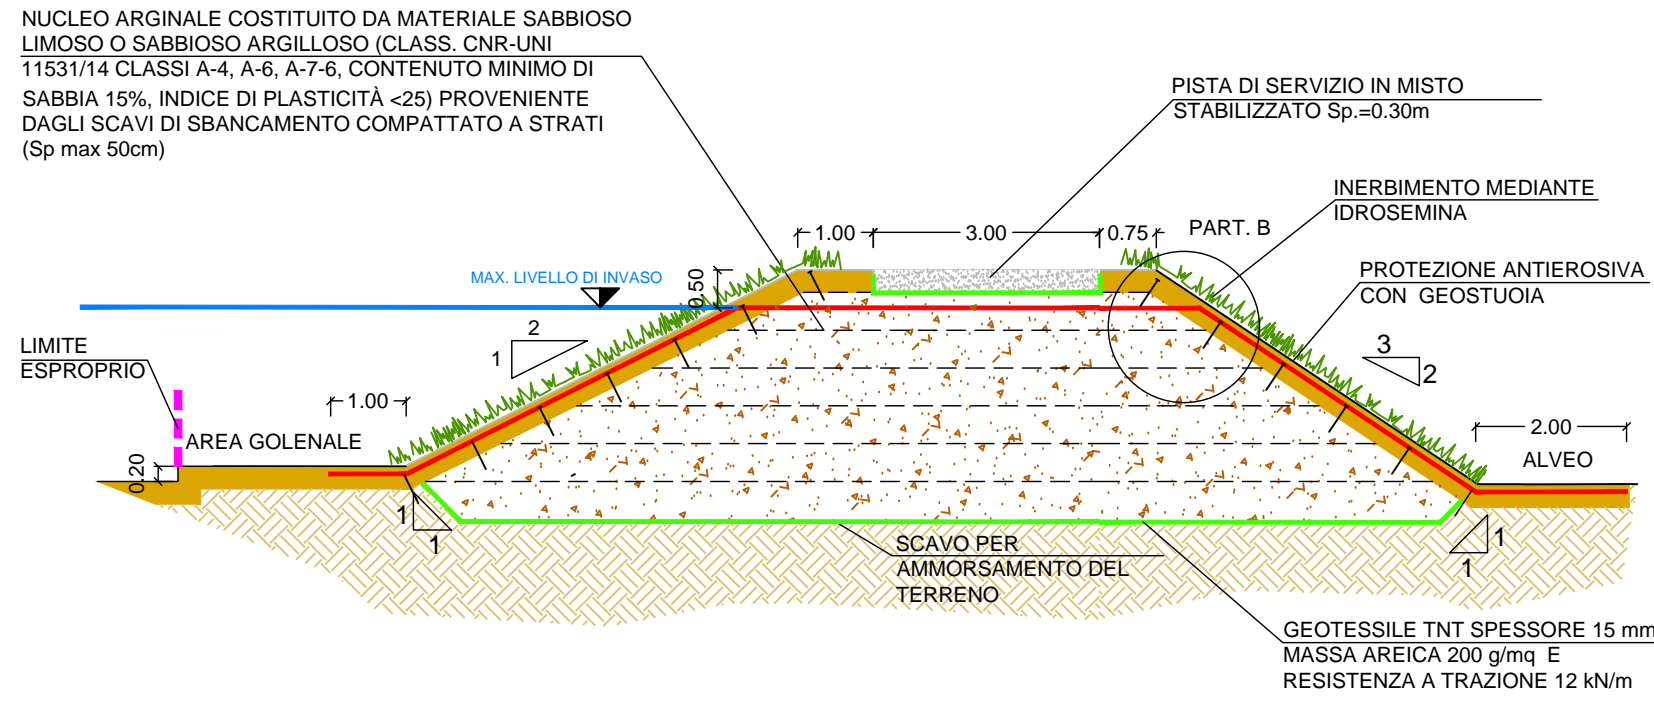 NUCLEO ARGINALE COSTITUITO DA MATERIALE SABBIOSO
LIMOSO O SABBIOSO ARGILLOSO (CLASS. CNR-UNI
11531/14 CLASSI A-4, A-6, A-7-6, CONTENUTO MINIMO DI
SABBIA 15%, INDICE DI PLASTICITÀ <25) PROVENIENTE
DAGLI SCAVI DI SBANCAMENTO COMPATTATO A STRATI
(Sp max 50cm)
PISTA DI SERVIZIO IN MISTO
STABILIZZATO Sp.=0.30m
INERBIMENTO MEDIANTE
IDROSEMINA
PART. B
1.00
3.00
0.75
PROTEZIONE ANTIEROSIVA
CON GEOSTUOIA
MAX. LIVELLO DI INVASO
0.50
2
1
3
2
LIMITE
ESPROPRIO
1.00
AREA GOLENALE
0.20
2.00
ALVEO
1
1
1
1
SCAVO PER
AMMORSAMENTO DEL
TERRENO
GEOTESSILE TNT SPESSORE 15 mm
MASSA AREICA 200 g/mq E
RESISTENZA A TRAZIONE 12 kN/m